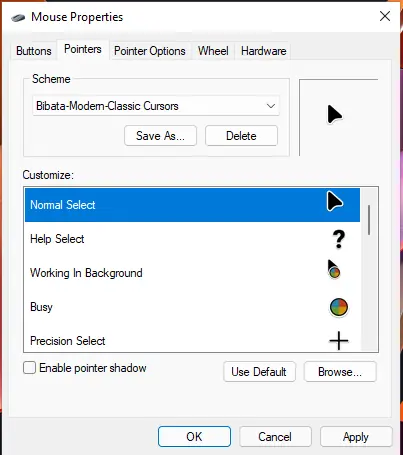 Mouse Properties
Buttons Pointers Pointer Options Wheel Hardware
Scheme
Bibata-Modern-Classic Cursors
Save As... Delete
Customize:
Normal Select
Help Select
Working In Background
Busy
Precision Select
Enable pointer shadow
Use Default Browse...
OK Cancel Apply